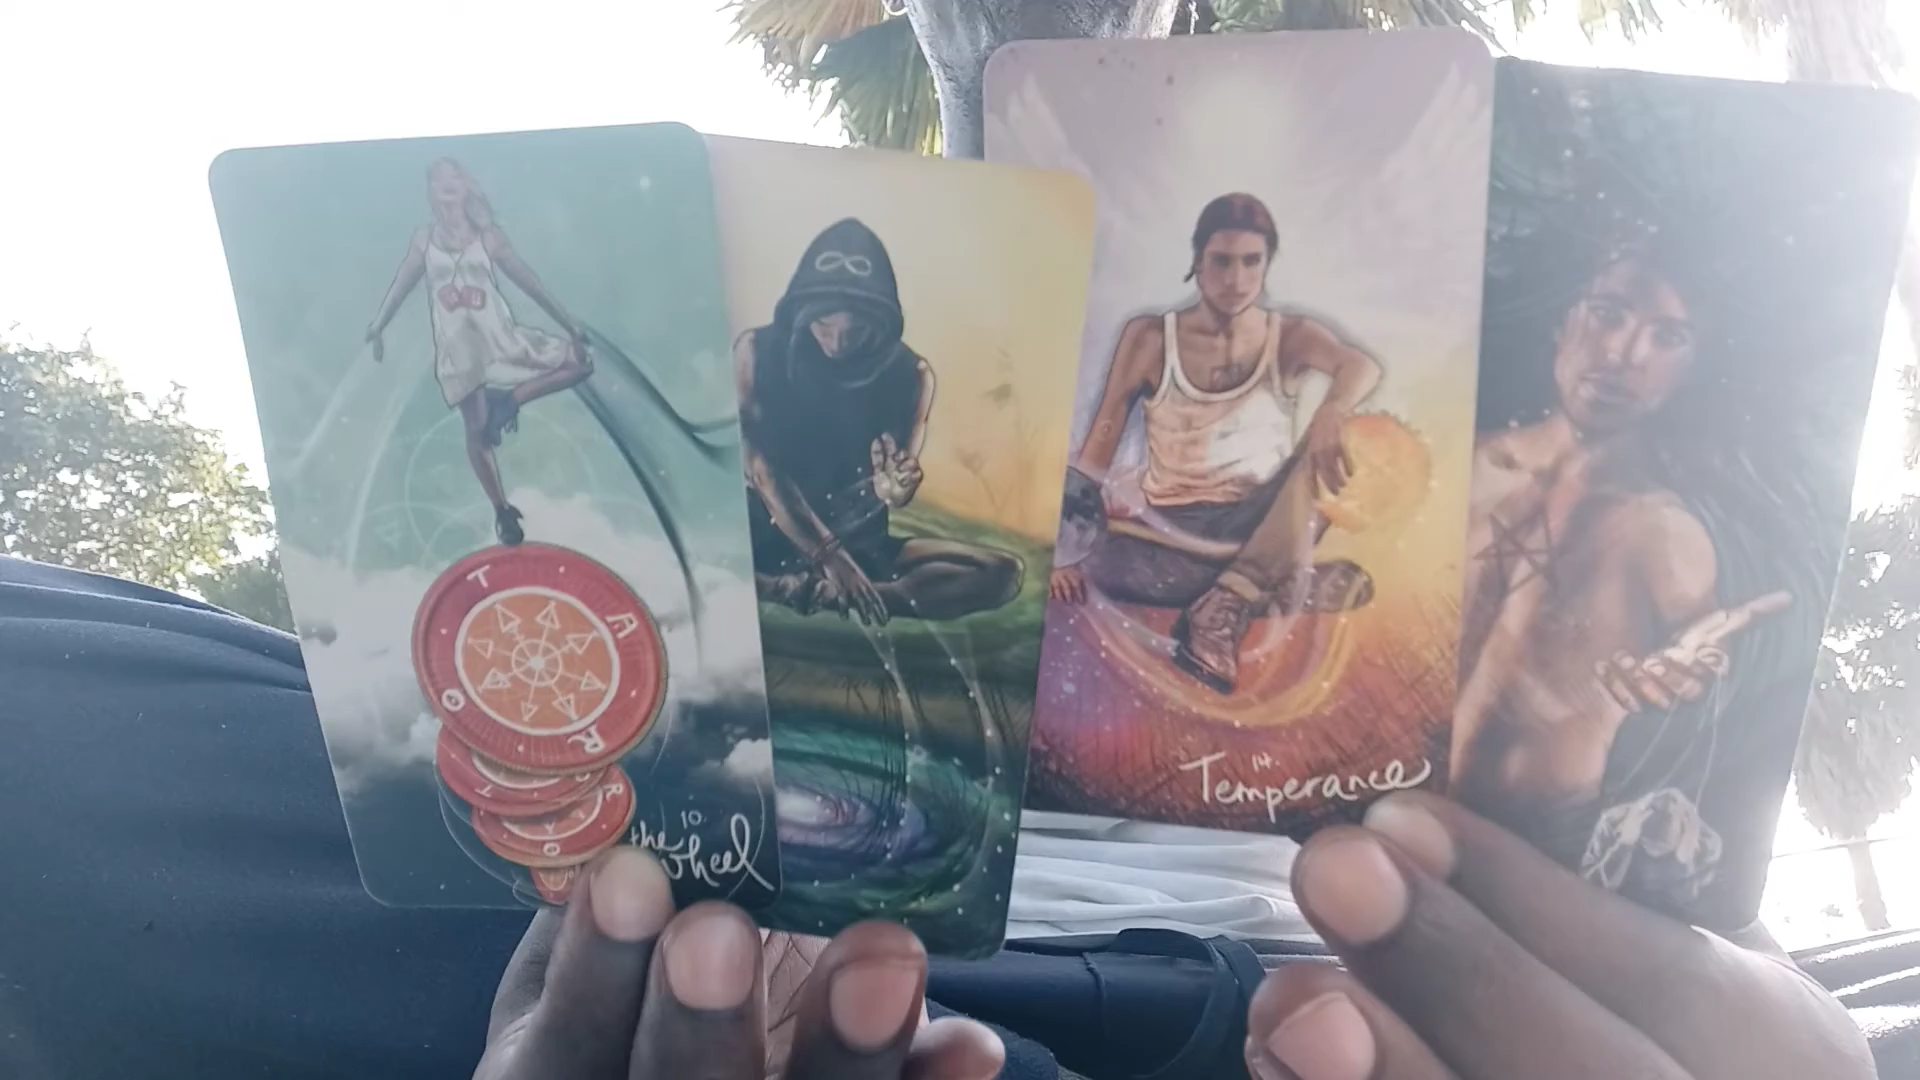 T A R O
T R O
10.
the
wheel
14.
Temperance